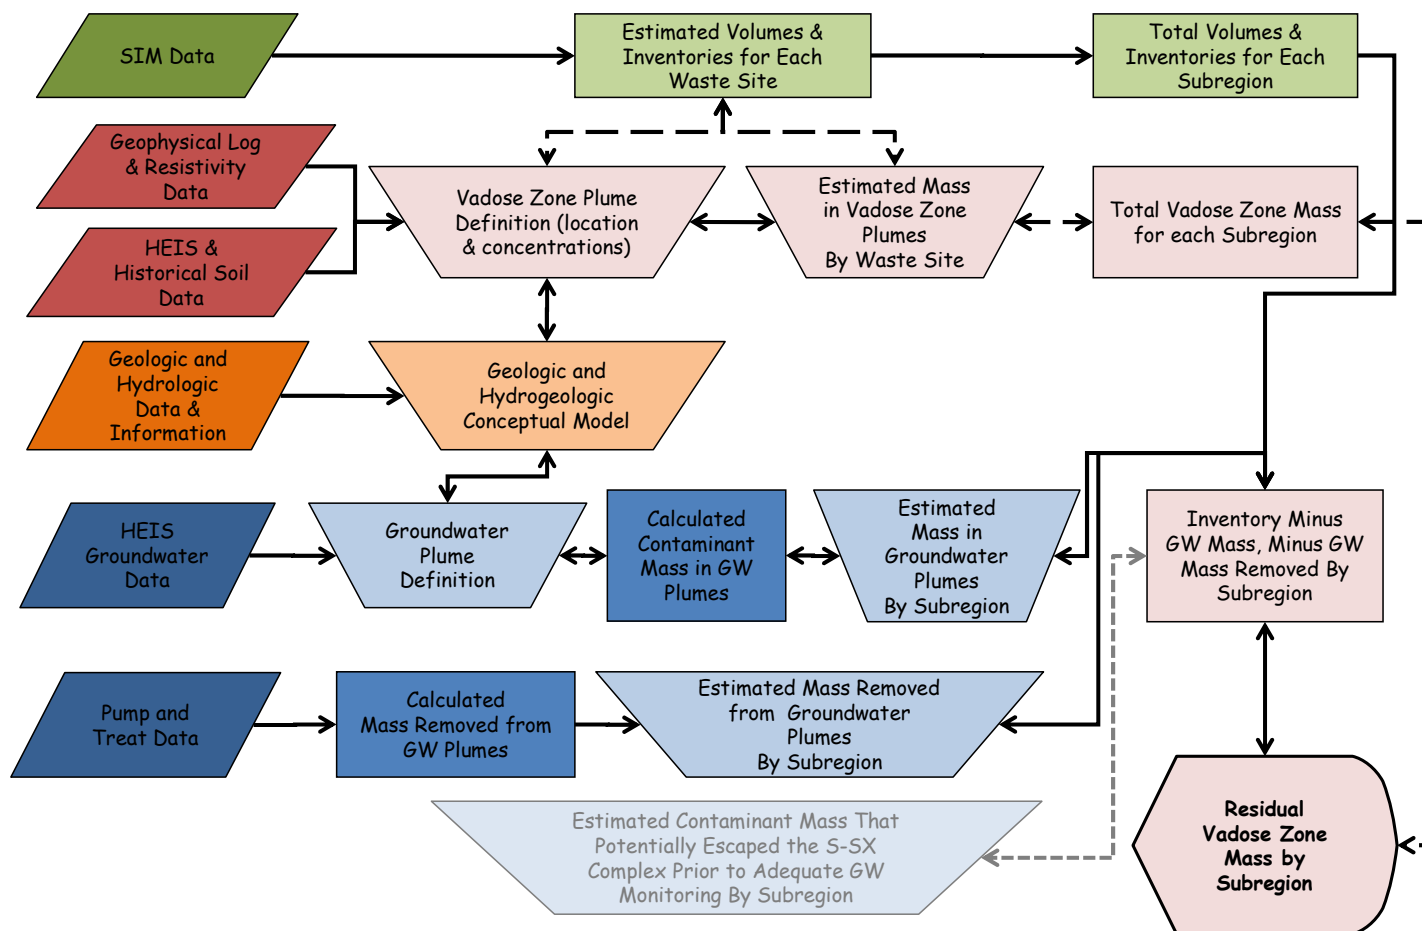 SIM Data
Estimated Volumes &
Inventories for Each
Waste Site
Total Volumes &
Inventories for Each
Subregion
Geophysical Log
& Resistivity
Data
Vadose Zone Plume
Definition (location
& concentrations)
Estimated Mass
in Vadose Zone
Plumes
By Waste Site
Total Vadose Zone Mass
for each Subregion
HEIS &
Historical Soil
Data
Geologic and
Hydrologic
Data &
Information
Geologic and
Hydrogeologic
Conceptual Model
HEIS
Groundwater
Data
Groundwater
Plume
Definition
Calculated
Contaminant
Mass in GW
Plumes
Estimated
Mass in
Groundwater
Plumes
By Subregion
Inventory Minus
GW Mass, Minus GW
Mass Removed By
Subregion
Pump and
Treat Data
Calculated
Mass Removed from
GW Plumes
Estimated Mass Removed
from Groundwater
Plumes
By Subregion
Estimated Contaminant Mass That
Potentially Escaped the S-SX
Complex Prior to Adequate GW
Monitoring By Subregion
Residual
Vadose Zone
Mass by
Subregion